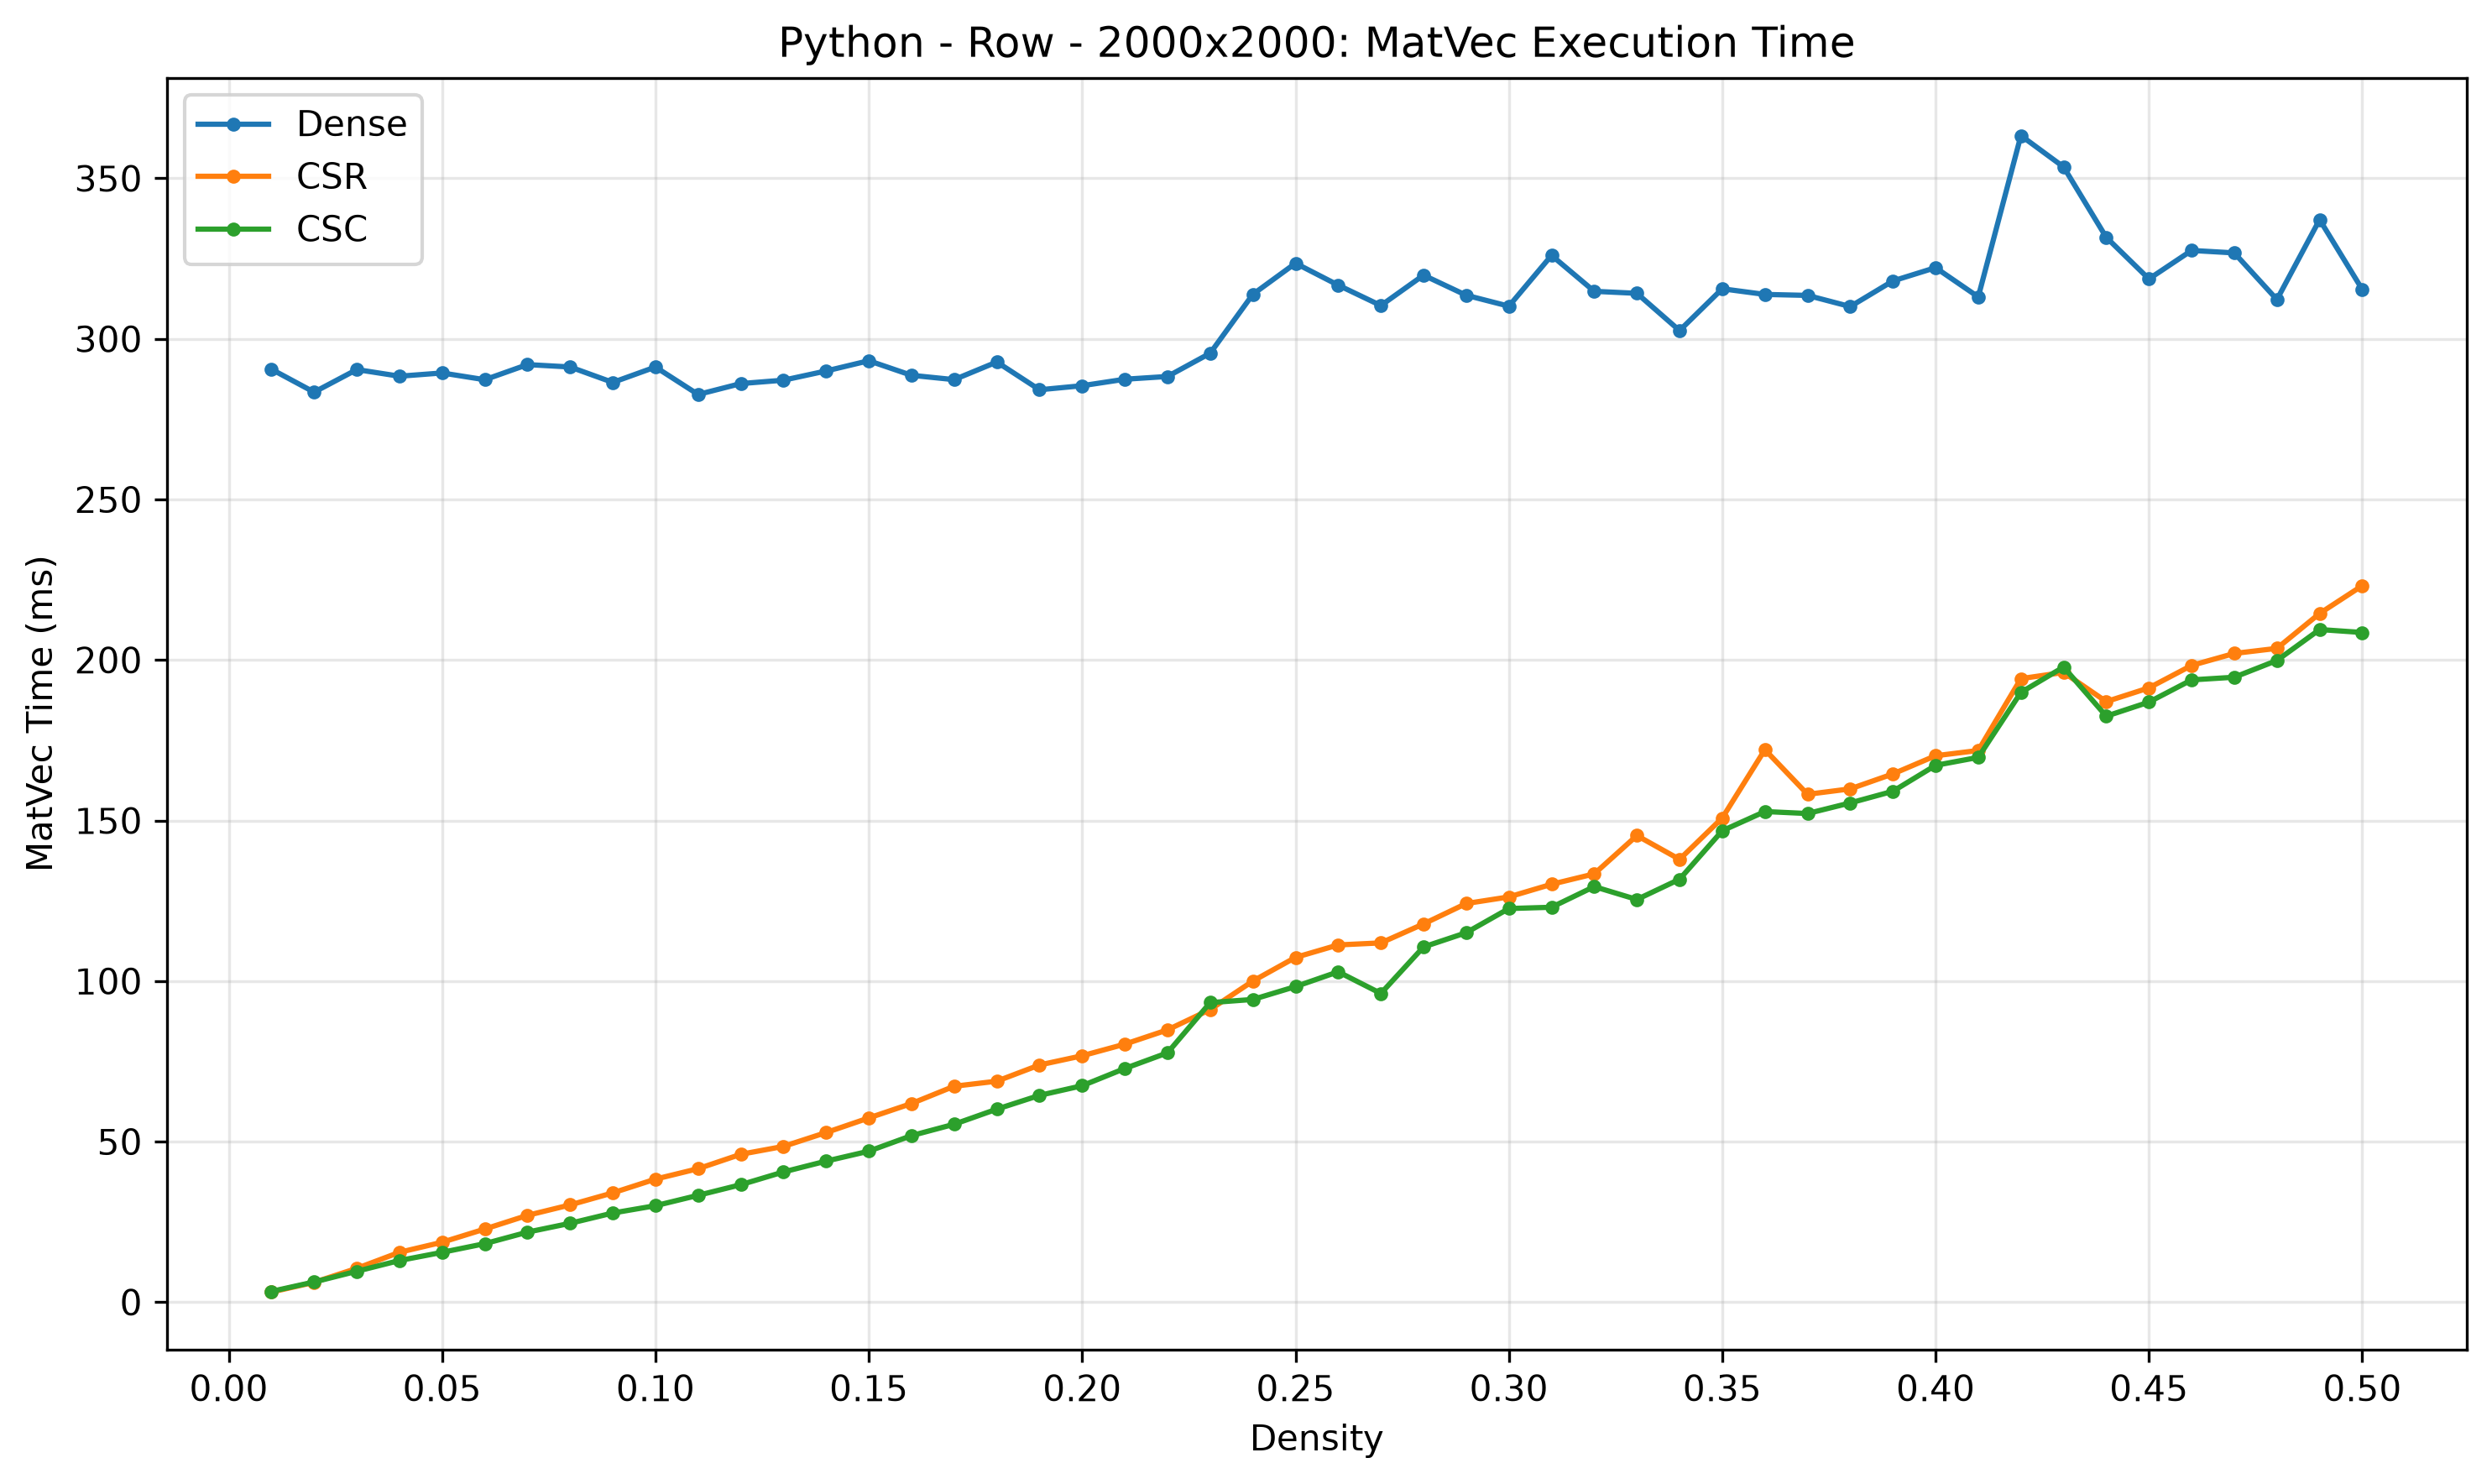 Python - Row - 2000x2000: MatVec Execution Time
Dense
CSR
CSC
MatVec Time (ms)
350
300
250
200
150
100
50
0
0.00 0.05 0.10 0.15 0.20 0.25 0.30 0.35 0.40 0.45 0.50
Density